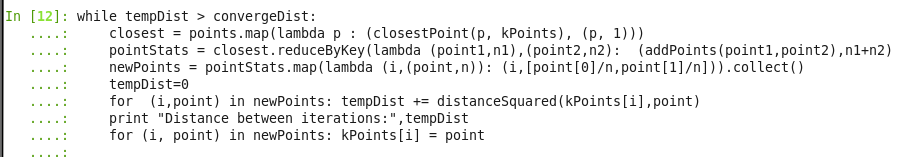 In [12]: while tempDist > convergeDist:
   ....:     closest = points.map(lambda p : (closestPoint(p, kPoints), (p, 1)))
   ....:     pointStats = closest.reduceByKey(lambda (point1,n1),(point2,n2):  (addPoints(point1,point2),n1+n2)
   ....:     newPoints = pointStats.map(lambda (i,(point,n)): (i,[point[0]/n,point[1]/n])).collect()
   ....:     tempDist=0
   ....:     for  (i,point) in newPoints: tempDist += distanceSquared(kPoints[i],point)
   ....:     print "Distance between iterations:",tempDist
   ....:     for (i, point) in newPoints: kPoints[i] = point
   ....: